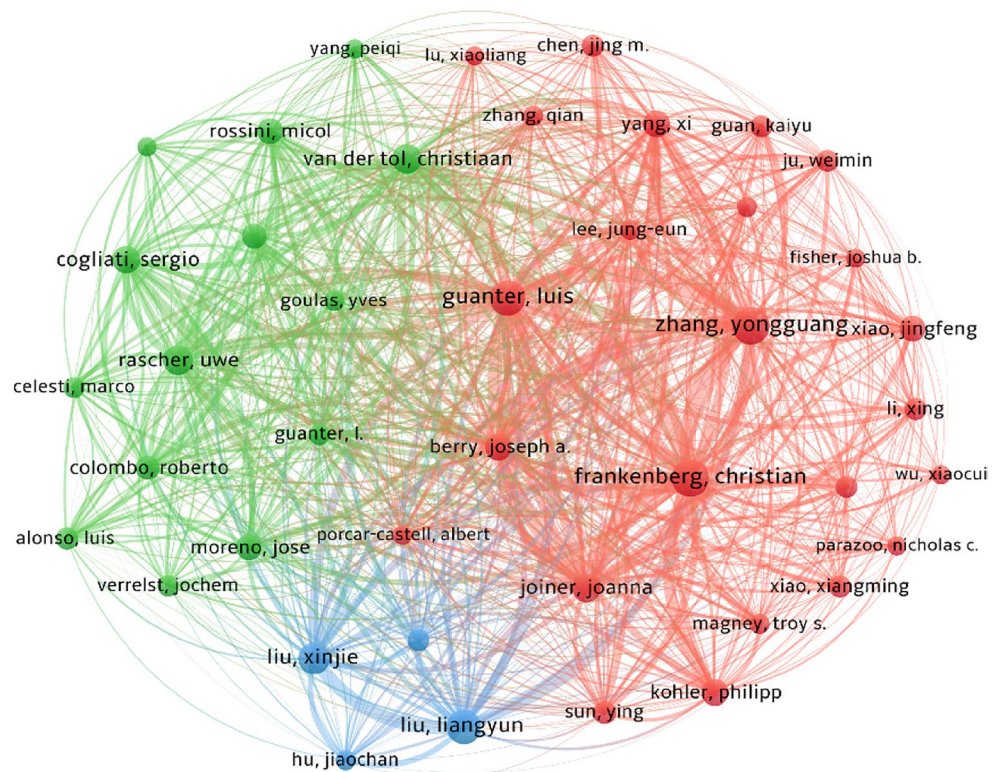 yang, peiqi
lu, xiaoliang
chen, jing m.
zhang, qian
rossini, micol
yang, xi
guan, kaiyu
van der tol, christiaan
ju, weimin
lee, jung-eun
cogliati, sergio
fisher, joshua b.
goulas, yves
guanter, luis
zhang, yongguang
xiao, jingfeng
rascher, uwe
celesti, marco
li, xing
guanter, l.
berry, joseph a.
colombo, roberto
frankenberg, christian
wu, xiaocui
alonso, luis
moreno, jose
porcar-castell, albert
parazoo, nicholas c.
verrelst, jochem
joiner, joanna
xiao, xiangming
magney, troy s.
liu, xinjie
kohler, philipp
liu, liangyun
sun, ying
hu, jiaochan